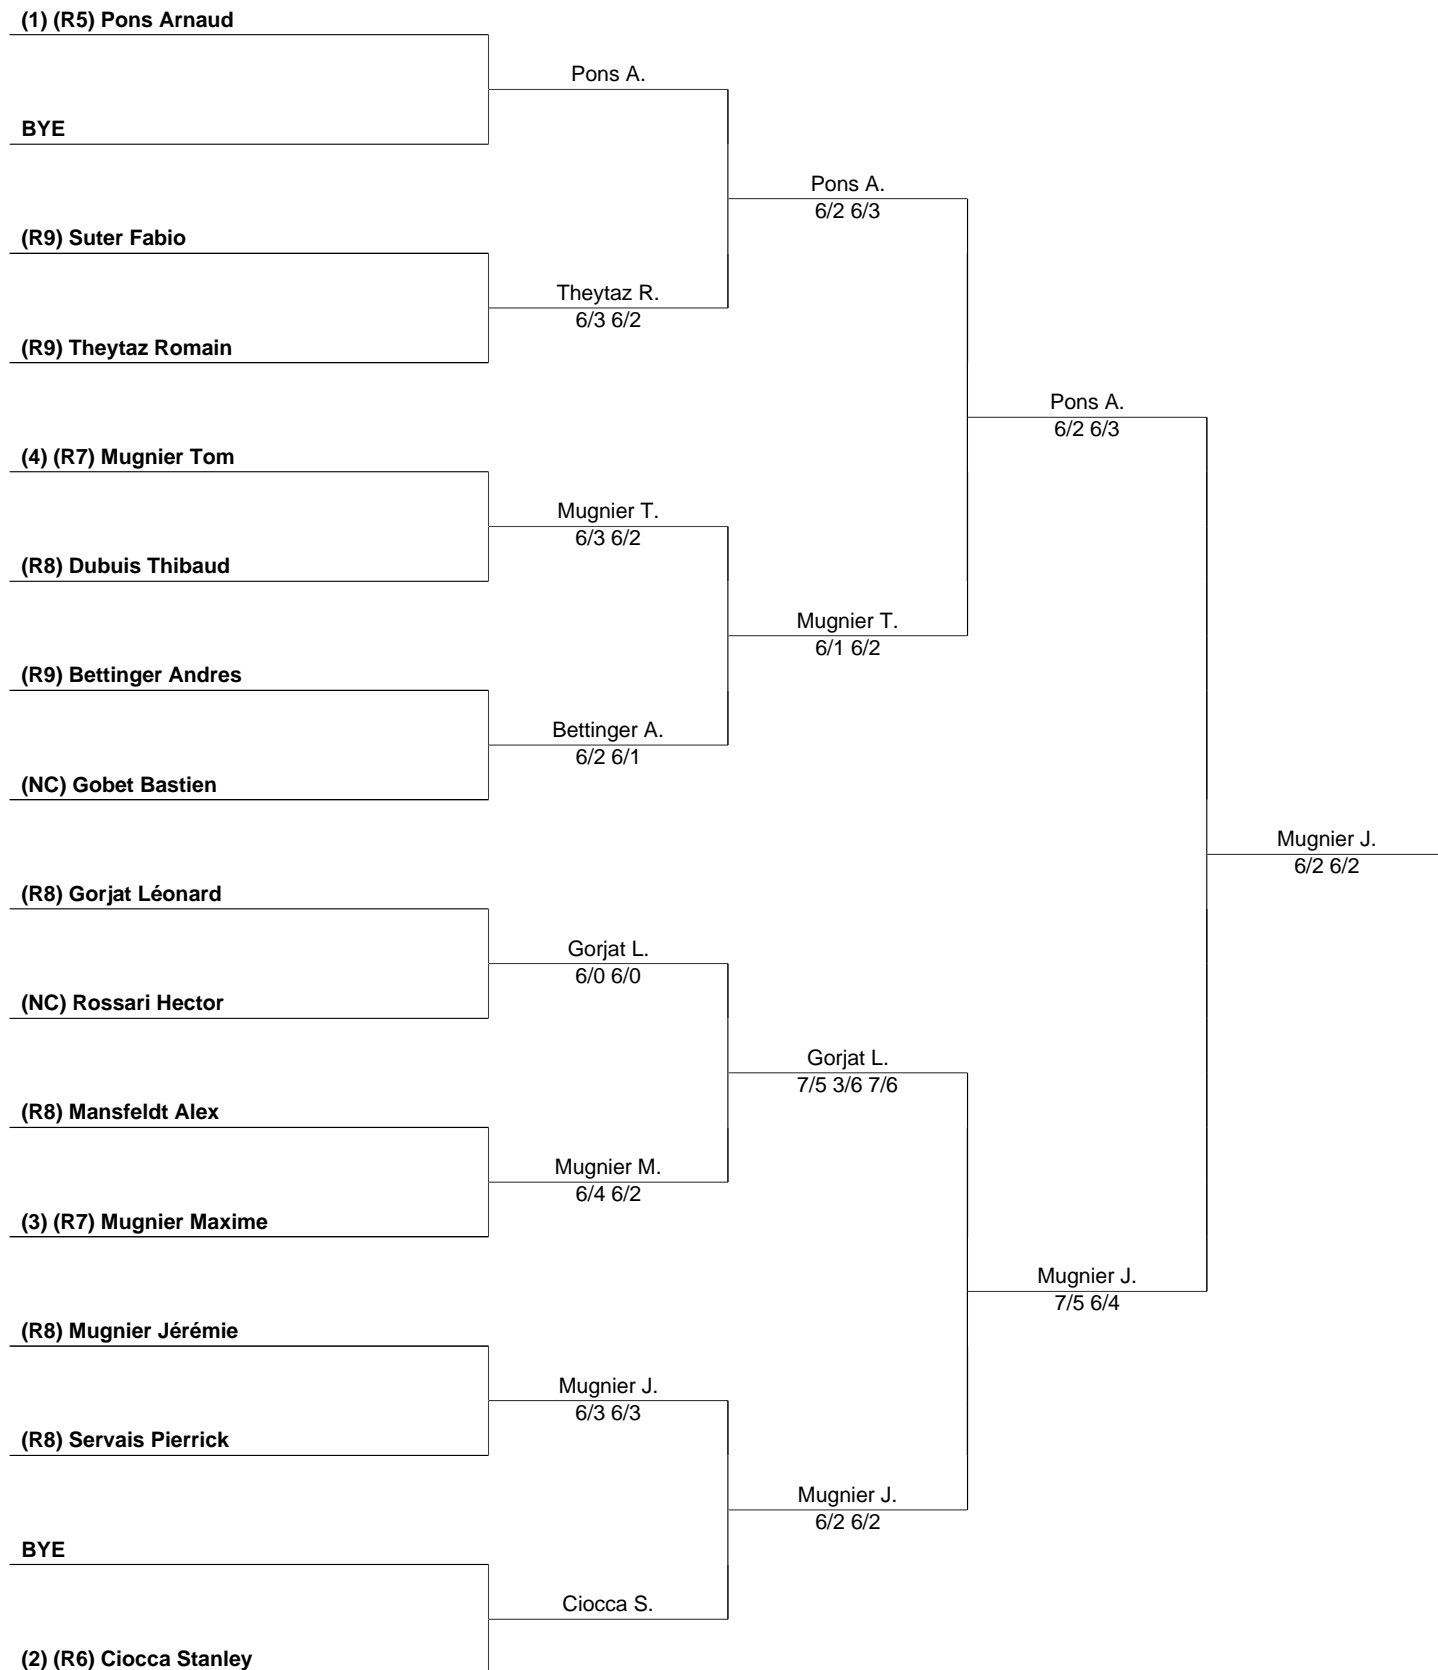 (1) (R5) Pons Arnaud
Pons A.
BYE
Pons A.
6/2 6/3
(R9) Suter Fabio
Theytaz R.
6/3 6/2
(R9) Theytaz Romain
Pons A.
6/2 6/3
(4) (R7) Mugnier Tom
Mugnier T.
6/3 6/2
(R8) Dubuis Thibaud
Mugnier T.
6/1 6/2
(R9) Bettinger Andres
Bettinger A.
6/2 6/1
(NC) Gobet Bastien
Mugnier J.
6/2 6/2
(R8) Gorjat Léonard
Gorjat L.
6/0 6/0
(NC) Rossari Hector
Gorjat L.
7/5 3/6 7/6
(R8) Mansfeldt Alex
Mugnier M.
6/4 6/2
(3) (R7) Mugnier Maxime
Mugnier J.
7/5 6/4
(R8) Mugnier Jérémie
Mugnier J.
6/3 6/3
(R8) Servais Pierrick
Mugnier J.
6/2 6/2
BYE
Ciocca S.
(2) (R6) Ciocca Stanley